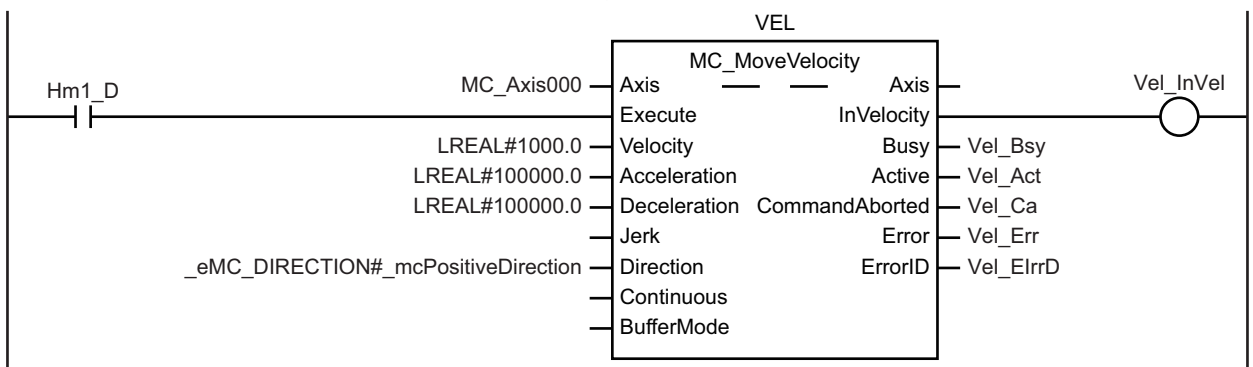 VEL
MC_MoveVelocity
Hm1_D MC_Axis000 Axis Axis Vel_InVel
Execute InVelocity
LREAL#1000.0 Velocity Busy Vel_Bsy
LREAL#100000.0 Acceleration Active Vel_Act
LREAL#100000.0 Deceleration CommandAborted Vel_Ca
Jerk Error Vel_Err
_eMC_DIRECTION#_mcPositiveDirection Direction ErrorID Vel_EIrrD
Continuous
BufferMode